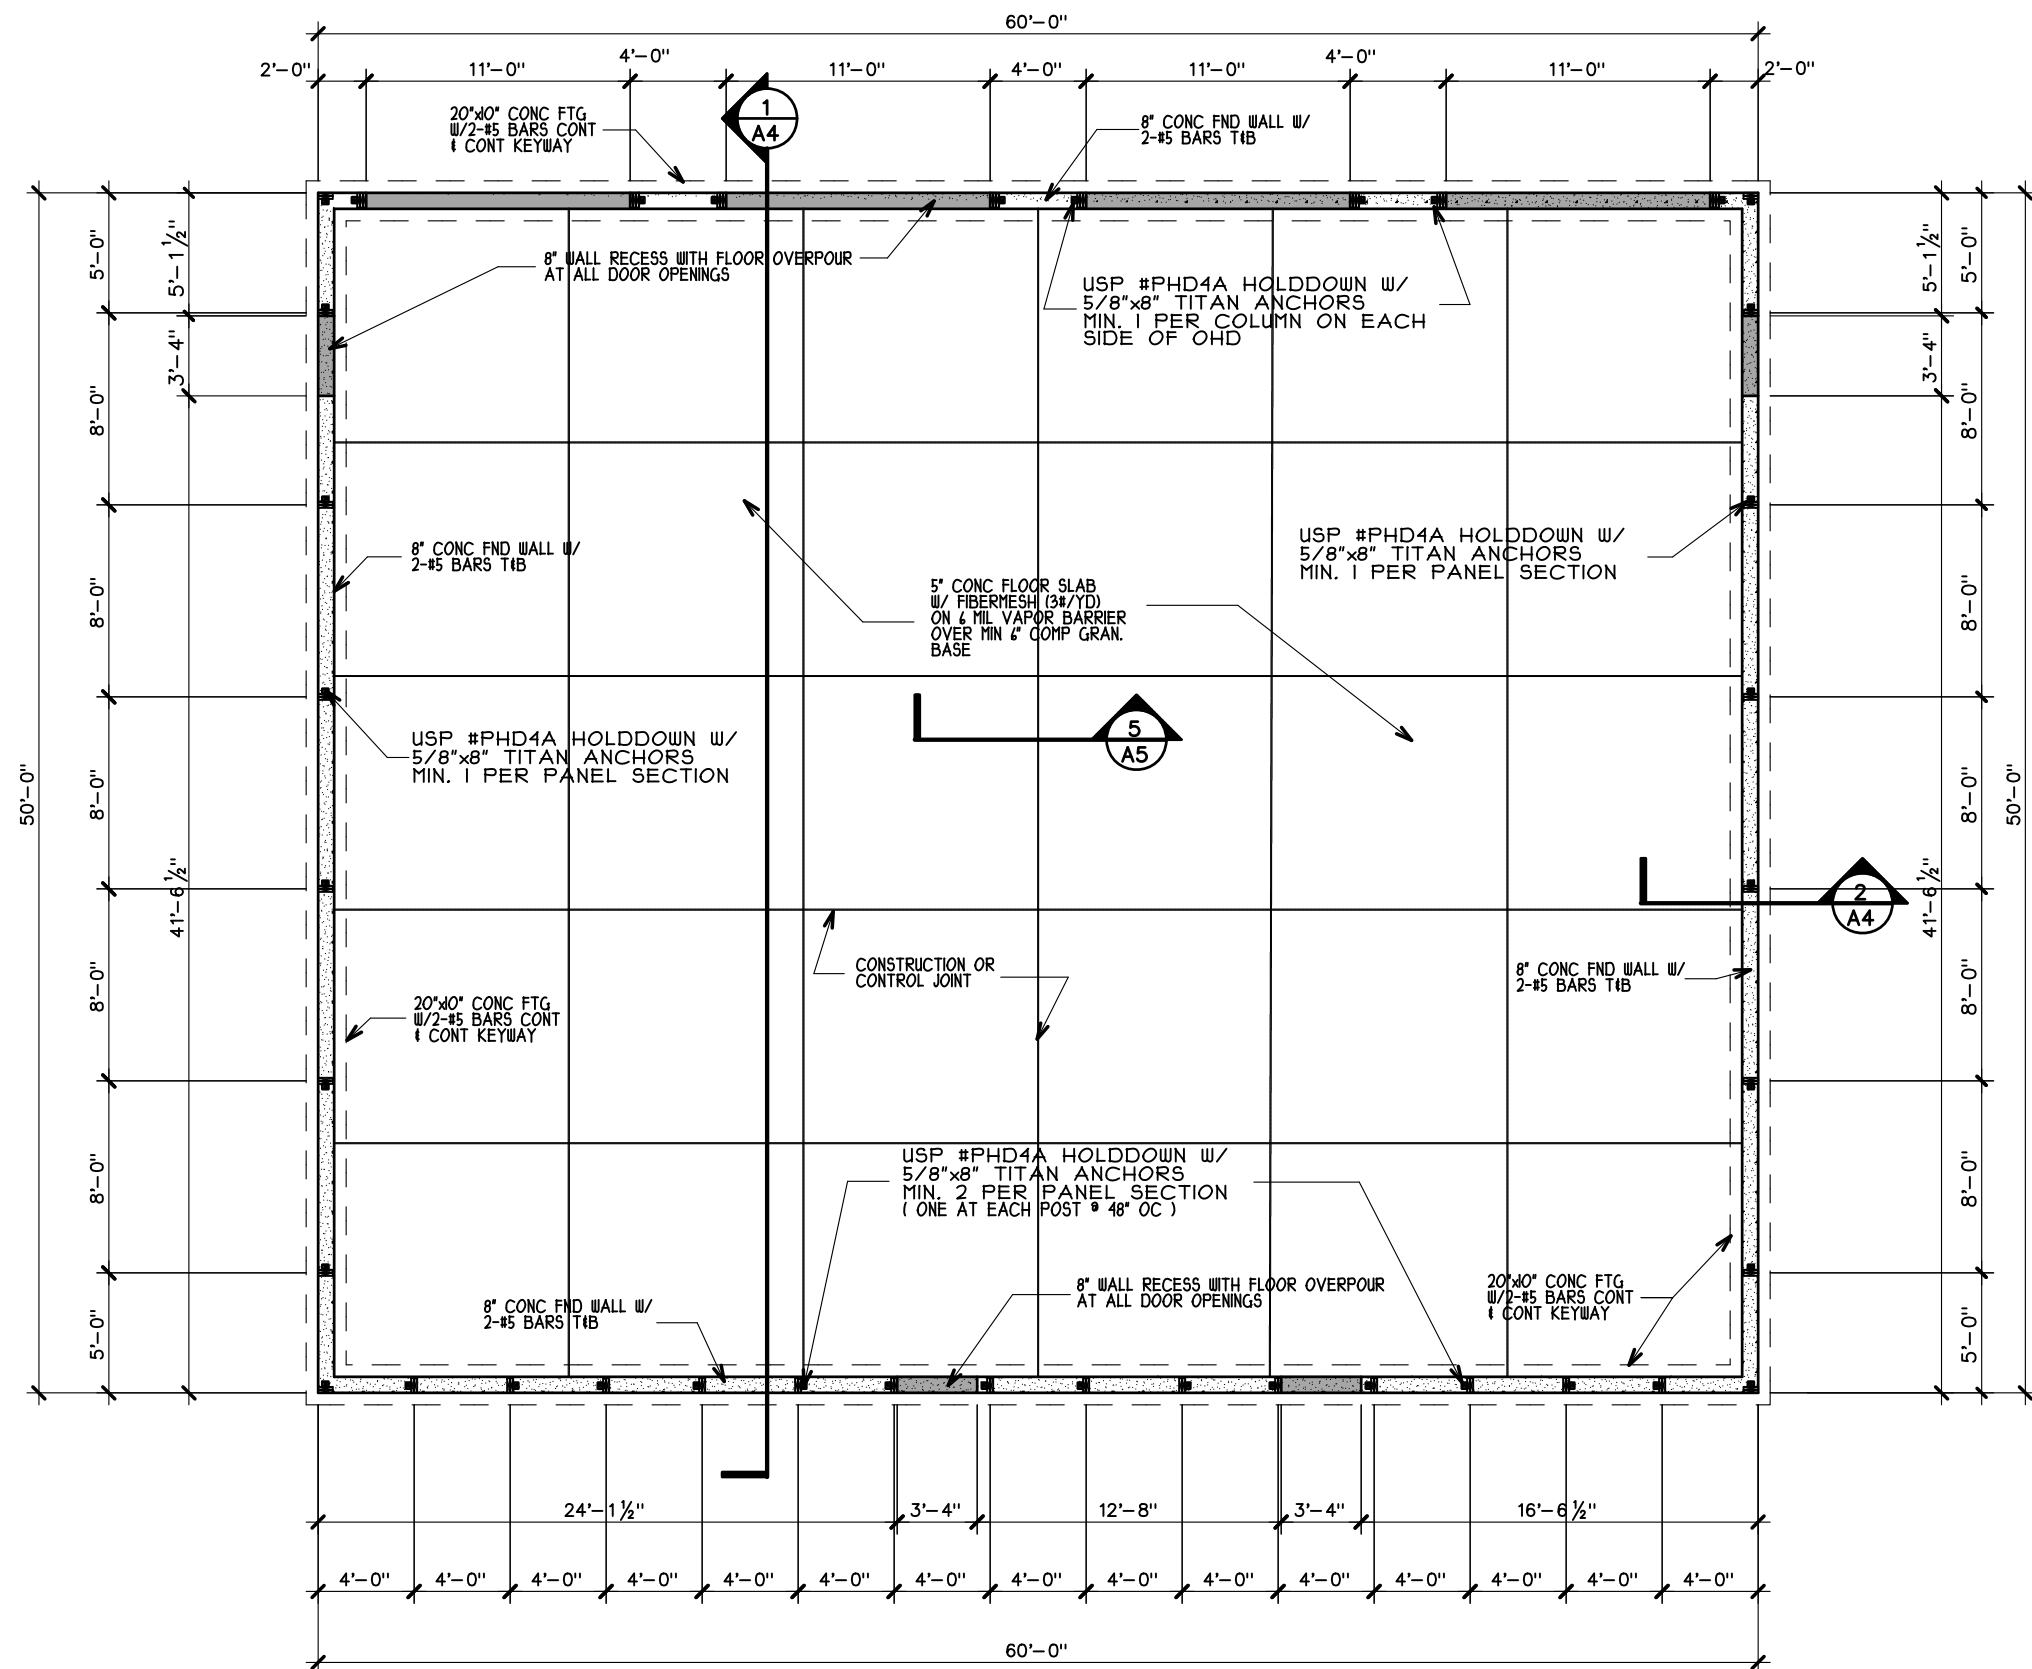 60'-0"
2'-0" 11'-0" 4'-0" 11'-0" 4'-0" 11'-0" 4'-0" 11'-0" 2'-0"
1
A4
20"x10" CONC FTG
W/2-#5 BARS CONT
& CONT KEYWAY
8" CONC FND WALL W/
2-#5 BARS T&B
8" WALL RECESS WITH FLOOR OVERPOUR
AT ALL DOOR OPENINGS
USP #PHD4A HOLDDOWN W/
5/8"x8" TITAN ANCHORS
MIN. 1 PER COLUMN ON EACH
SIDE OF OHD
5'-0"
5'-1 1/2"
3'-4"
8'-0"
8'-0"
8'-0"
8'-0"
8'-0"
5'-0"
50'-0"
41'-6 1/2"
5'-1 1/2"
5'-0"
3'-4"
8'-0"
8'-0"
8'-0"
8'-0"
8'-0"
5'-0"
50'-0"
41'-6 1/2"
8" CONC FND WALL W/
2-#5 BARS T&B
USP #PHD4A HOLDDOWN W/
5/8"x8" TITAN ANCHORS
MIN. 1 PER PANEL SECTION
5" CONC FLOOR SLAB
W/ FIBERMESH (3#/YD)
ON 6 MIL VAPOR BARRIER
OVER MIN 6" COMP GRAN.
BASE
USP #PHD4A HOLDDOWN W/
5/8"x8" TITAN ANCHORS
MIN. 1 PER PANEL SECTION
5
A5
2
A4
CONSTRUCTION OR
CONTROL JOINT
8" CONC FND WALL W/
2-#5 BARS T&B
20"x10" CONC FTG
W/2-#5 BARS CONT
& CONT KEYWAY
USP #PHD4A HOLDDOWN W/
5/8"x8" TITAN ANCHORS
MIN. 2 PER PANEL SECTION
( ONE AT EACH POST @ 48" OC )
8" WALL RECESS WITH FLOOR OVERPOUR
AT ALL DOOR OPENINGS
20"x10" CONC FTG
W/2-#5 BARS CONT
& CONT KEYWAY
8" CONC FND WALL W/
2-#5 BARS T&B
24'-1 1/2" 3'-4" 12'-8" 3'-4" 16'-6 1/2"
4'-0" 4'-0" 4'-0" 4'-0" 4'-0" 4'-0" 4'-0" 4'-0" 4'-0" 4'-0" 4'-0" 4'-0" 4'-0" 4'-0" 4'-0"
60'-0"